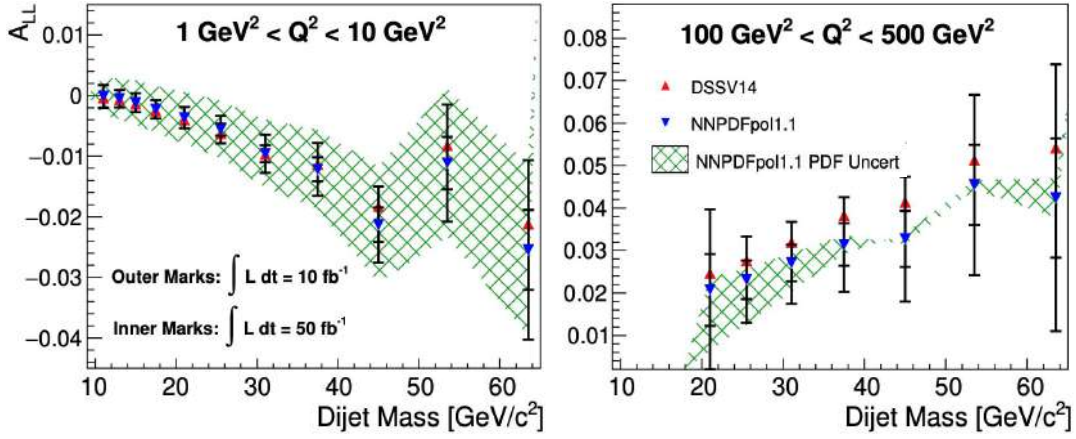 A_LL
1 GeV² < Q² < 10 GeV²
0.01
0
−0.01
−0.02
−0.03
−0.04
Outer Marks: ∫ L dt = 10 fb⁻¹
Inner Marks: ∫ L dt = 50 fb⁻¹
10 20 30 40 50 60
Dijet Mass [GeV/c²]
100 GeV² < Q² < 500 GeV²
0.08
0.07
0.06
0.05
0.04
0.03
0.02
0.01
DSSV14
NNPDFpol1.1
NNPDFpol1.1 PDF Uncert
10 20 30 40 50 60
Dijet Mass [GeV/c²]